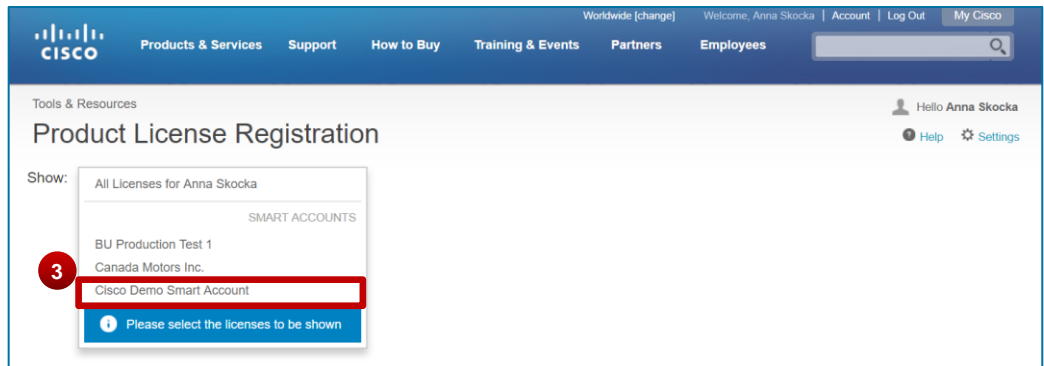 Worldwide [change] Welcome, Anna Skocka | Account | Log Out My Cisco
CISCO Products & Services Support How to Buy Training & Events Partners Employees
Tools & Resources
Hello Anna Skocka
Product License Registration
Help Settings
Show:
All Licenses for Anna Skocka
SMART ACCOUNTS
BU Production Test 1
Canada Motors Inc.
3
Cisco Demo Smart Account
Please select the licenses to be shown